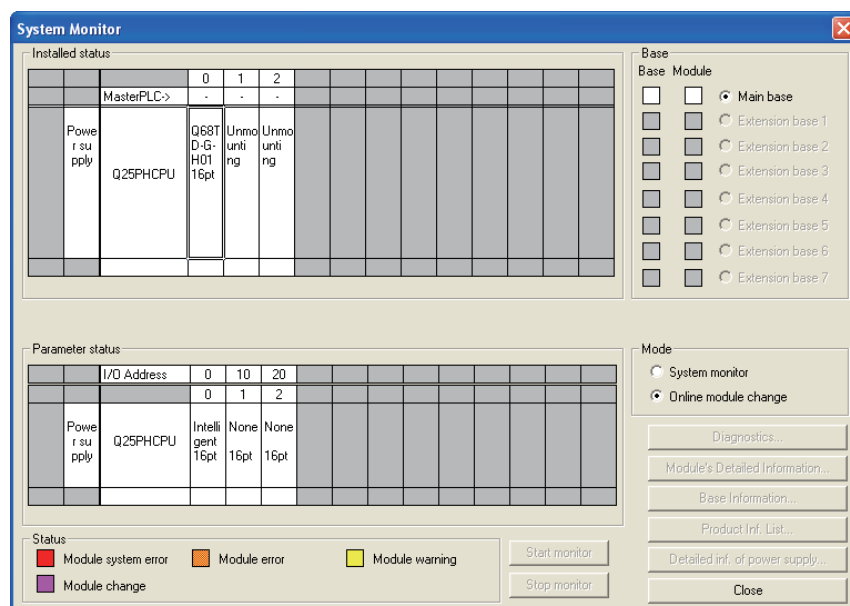 System Monitor
Installed status
0 1 2
MasterPLC-> - - -
Powe
r su
pply
Q25PHCPU
Q68T
D-G-
H01
16pt
Unmo
unti
ng
Unmo
unti
ng
Base
Base Module
Main base
Extension base 1
Extension base 2
Extension base 3
Extension base 4
Extension base 5
Extension base 6
Extension base 7
Parameter status
I/O Address 0 10 20
0 1 2
Powe
r su
pply
Q25PHCPU
Intelli
gent
16pt
None
16pt
None
16pt
Mode
System monitor
Online module change
Diagnostics...
Module's Detailed Information...
Base Information...
Product Inf. List...
Detailed inf. of power supply...
Close
Status
Module system error
Module error
Module warning
Module change
Start monitor
Stop monitor